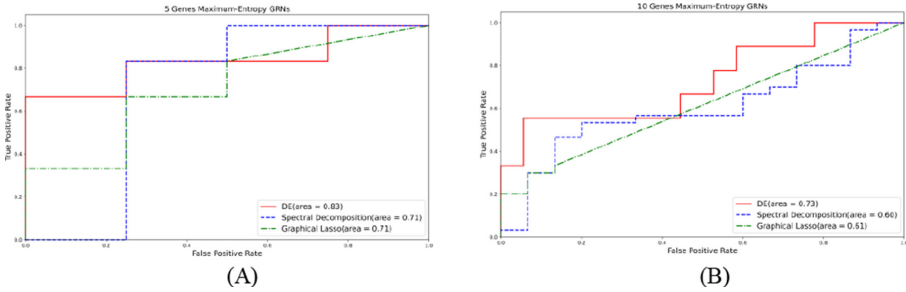 5 Genes Maximum-Entropy GRNs
True Positive Rate
1.0
0.8
0.6
0.4
0.2
0.0
0.0 0.2 0.4 0.6 0.8 1.0
False Positive Rate
DE(area = 0.83)
Spectral Decomposition(area = 0.71)
Graphical Lasso(area = 0.71)
(A)
10 Genes Maximum-Entropy GRNs
True Positive Rate
1.0
0.8
0.6
0.4
0.2
0.0
0.0 0.2 0.4 0.6 0.8 1.0
False Positive Rate
DE(area = 0.73)
Spectral Decomposition(area = 0.60)
Graphical Lasso(area = 0.61)
(B)